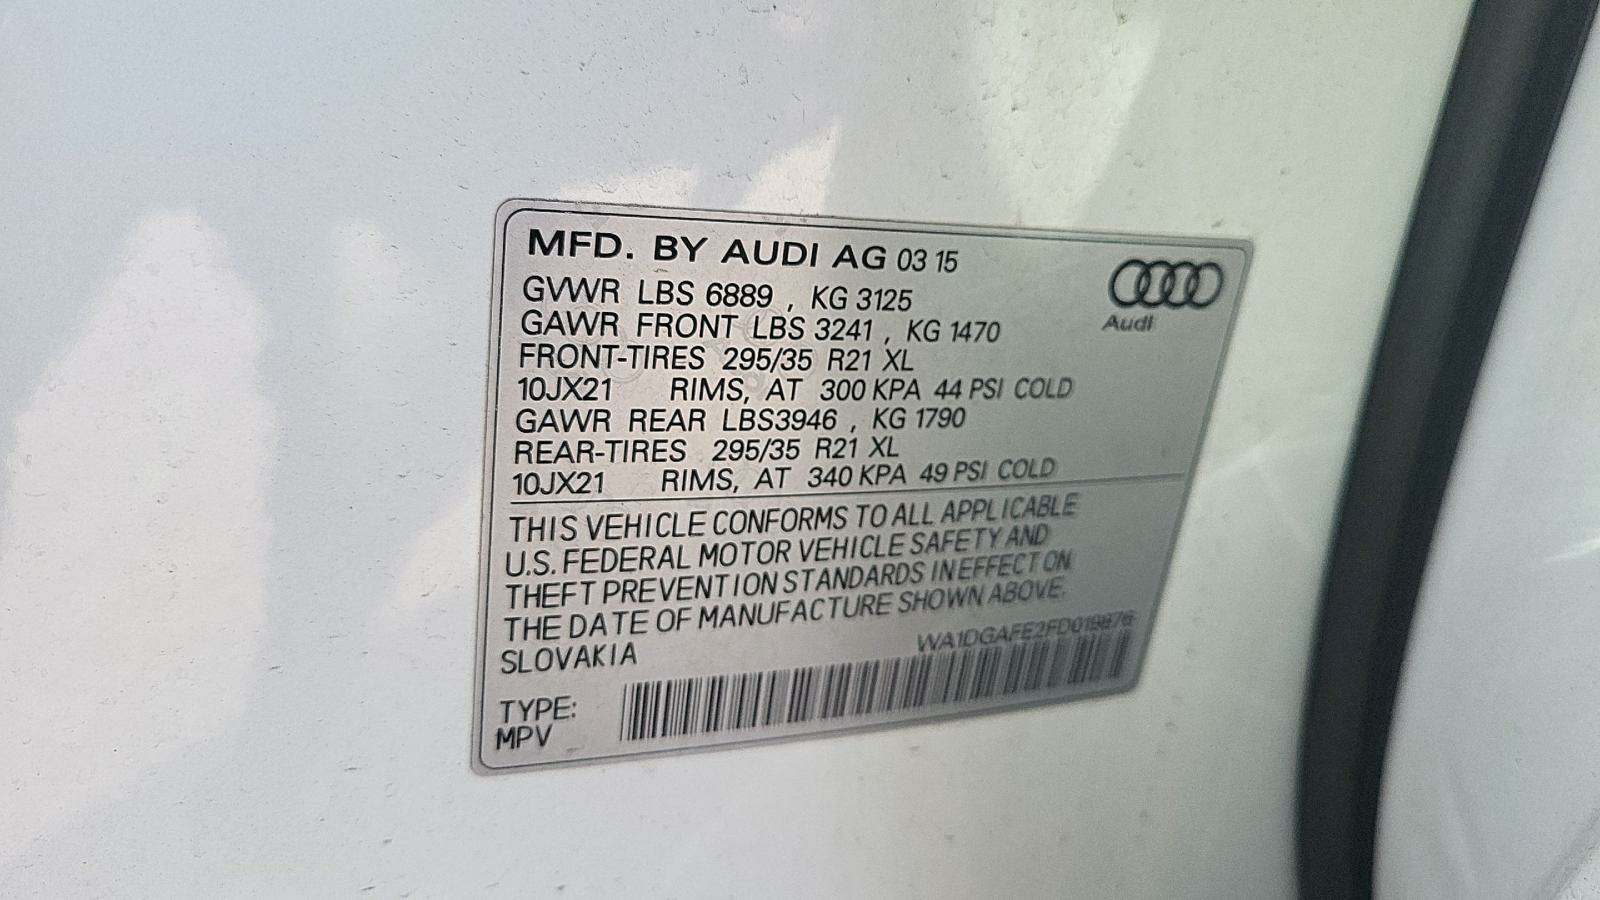 MFD. BY AUDI AG 03 15
GVWR LBS 6889 , KG 3125
GAWR FRONT LBS 3241 , KG 1470
FRONT-TIRES 295/35 R21 XL
10JX21 RIMS, AT 300 KPA 44 PSI COLD
GAWR REAR LBS3946 , KG 1790
REAR-TIRES 295/35 R21 XL
10JX21 RIMS, AT 340 KPA 49 PSI COLD
Audi
THIS VEHICLE CONFORMS TO ALL APPLICABLE
U.S. FEDERAL MOTOR VEHICLE SAFETY AND
THEFT PREVENTION STANDARDS IN EFFECT ON
THE DATE OF MANUFACTURE SHOWN ABOVE.
SLOVAKIA
TYPE:
MPV